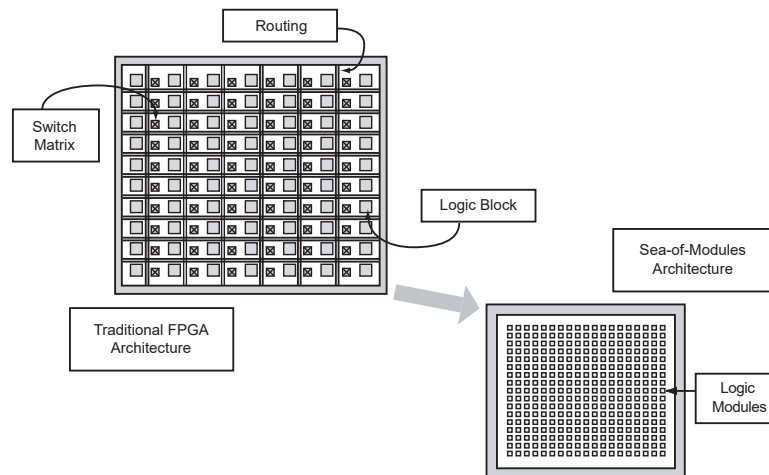 Routing
Switch
Matrix
Logic Block
Sea-of-Modules
Architecture
Traditional FPGA
Architecture
Logic
Modules